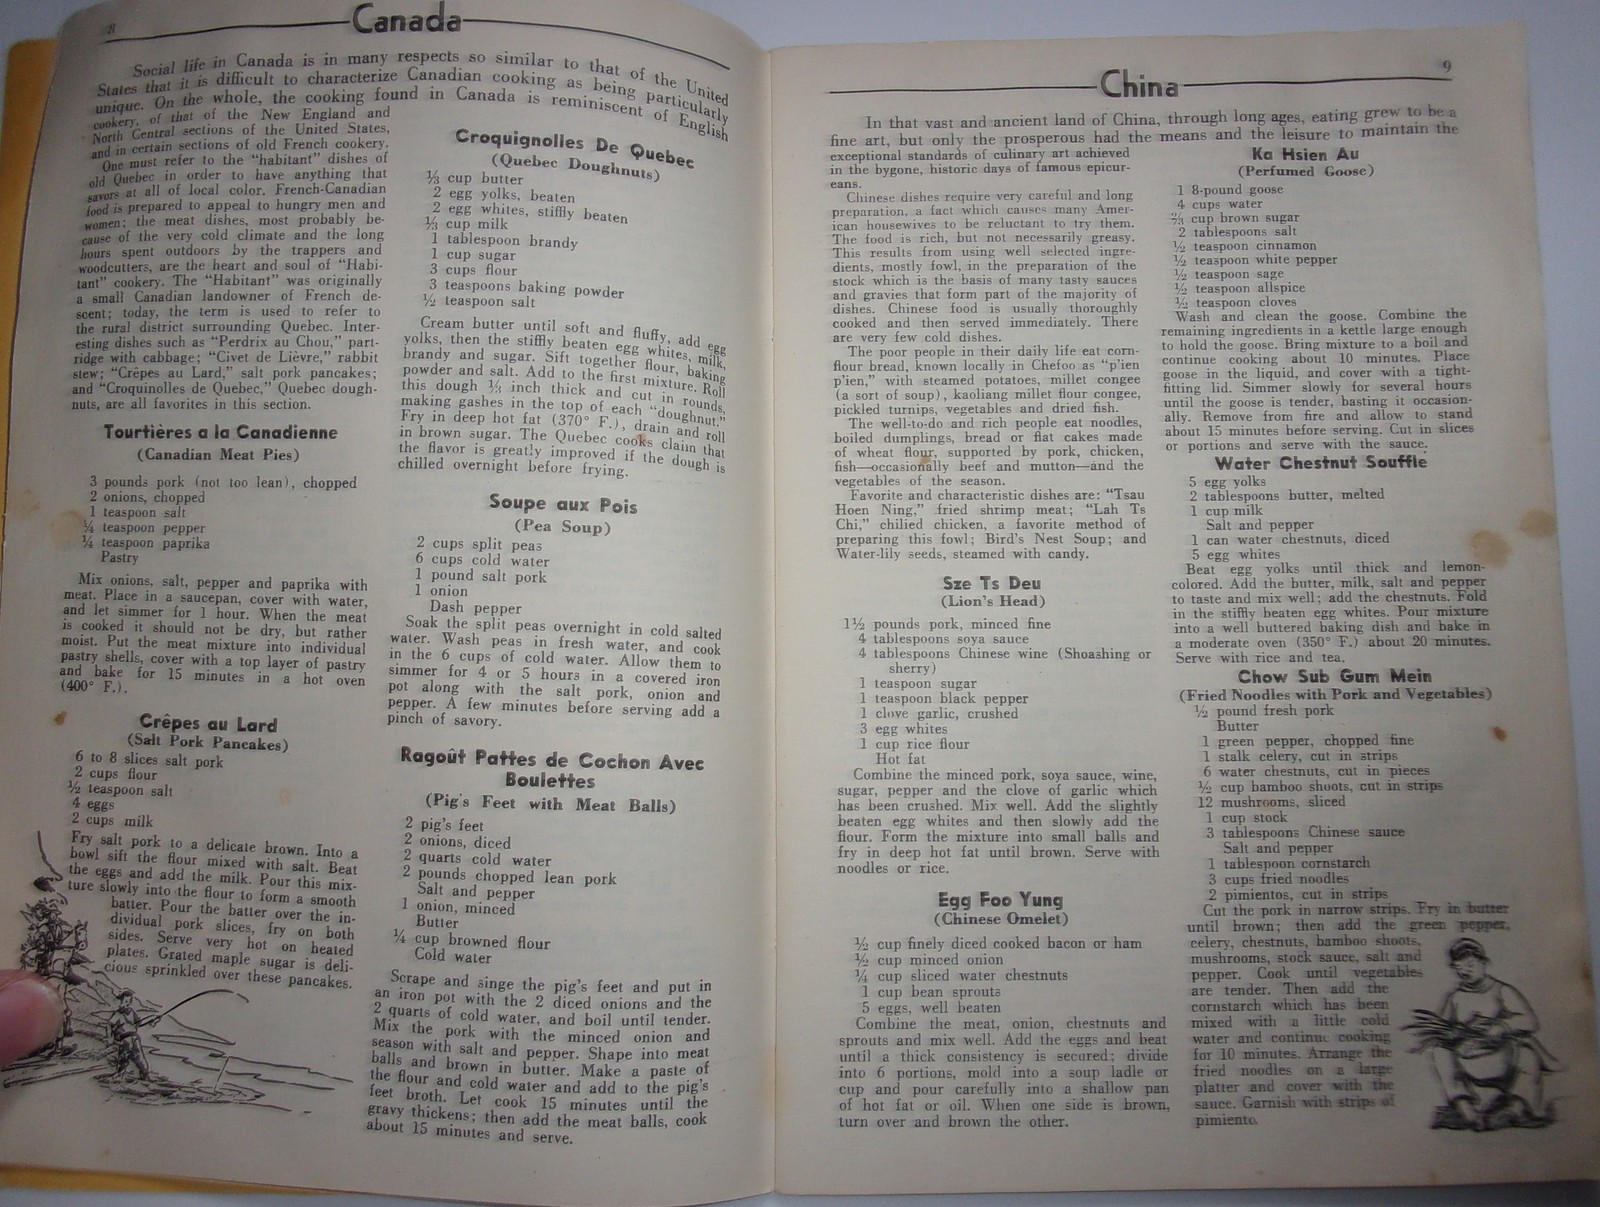 8
Canada
Social life in Canada is in many respects so similar to that of the United
States that it is difficult to characterize Canadian cooking as being particularly
unique. On the whole, the cooking found in Canada is reminiscent of English
cookery, of that of the New England and
North Central sections of the United States,
and in certain sections of old French cookery.
One must refer to the "habitant" dishes of
old Quebec in order to have anything that
savors at all of local color. French-Canadian
food is prepared to appeal to hungry men and
women; the meat dishes, most probably be-
cause of the very cold climate and the long
hours spent outdoors by the trappers and
woodcutters, are the heart and soul of "Habi-
tant" cookery. The "Habitant" was originally
a small Canadian landowner of French de-
scent; today, the term is used to refer to
the rural district surrounding Quebec. Inter-
esting dishes such as "Perdrix au Chou," part-
ridge with cabbage; "Civet de Lièvre," rabbit
stew; "Crêpes au Lard," salt pork pancakes;
and "Croquinolles de Quebec," Quebec dough-
nuts, are all favorites in this section.
Tourtières a la Canadienne
(Canadian Meat Pies)
3 pounds pork (not too lean), chopped
2 onions, chopped
1 teaspoon salt
¼ teaspoon pepper
¼ teaspoon paprika
Pastry
Mix onions, salt, pepper and paprika with
meat. Place in a saucepan, cover with water,
and let simmer for 1 hour. When the meat
is cooked it should not be dry, but rather
moist. Put the meat mixture into individual
pastry shells, cover with a top layer of pastry
and bake for 15 minutes in a hot oven
(400° F.).
Crêpes au Lard
(Salt Pork Pancakes)
6 to 8 slices salt pork
2 cups flour
½ teaspoon salt
4 eggs
2 cups milk
Fry salt pork to a delicate brown. Into a
bowl sift the flour mixed with salt. Beat
the eggs and add the milk. Pour this mix-
ture slowly into the flour to form a smooth
batter. Pour the batter over the in-
dividual pork slices, fry on both
sides. Serve very hot on heated
plates. Grated maple sugar is deli-
cious sprinkled over these pancakes.
Croquignolles De Quebec
(Quebec Doughnuts)
⅓ cup butter
2 egg yolks, beaten
2 egg whites, stiffly beaten
⅓ cup milk
1 tablespoon brandy
1 cup sugar
3 cups flour
3 teaspoons baking powder
½ teaspoon salt
Cream butter until soft and fluffy, add egg
yolks, then the stiffly beaten egg whites, milk,
brandy and sugar. Sift together flour, baking
powder and salt. Add to the first mixture. Roll
this dough ⅓ inch thick and cut in rounds,
making gashes in the top of each "doughnut."
Fry in deep hot fat (370° F.), drain and roll
in brown sugar. The Quebec cooks claim that
the flavor is greatly improved if the dough is
chilled overnight before frying.
Soupe aux Pois
(Pea Soup)
2 cups split peas
6 cups cold water
1 pound salt pork
1 onion
Dash pepper
Soak the split peas overnight in cold salted
water. Wash peas in fresh water, and cook
in the 6 cups of cold water. Allow them to
simmer for 4 or 5 hours in a covered iron
pot along with the salt pork, onion and
pepper. A few minutes before serving add a
pinch of savory.
Ragoût Pattes de Cochon Avec
Boulettes
(Pig's Feet with Meat Balls)
2 pig's feet
2 onions, diced
2 quarts cold water
2 pounds chopped lean pork
Salt and pepper
1 onion, minced
Butter
¼ cup browned flour
Cold water
Scrape and singe the pig's feet and put in
an iron pot with the 2 diced onions and the
2 quarts of cold water, and boil until tender.
Mix the pork with the minced onion and
season with salt and pepper. Shape into meat
balls and brown in butter. Make a paste of
the flour and cold water and add to the pig's
feet broth. Let cook 15 minutes until the
gravy thickens; then add the meat balls, cook
about 15 minutes and serve.
9
China
In that vast and ancient land of China, through long ages, eating grew to be a
fine art, but only the prosperous had the means and the leisure to maintain the
exceptional standards of culinary art achieved
in the bygone, historic days of famous epicur-
eans.
Chinese dishes require very careful and long
preparation, a fact which causes many Amer-
ican housewives to be reluctant to try them.
The food is rich, but not necessarily greasy.
This results from using well selected ingre-
dients, mostly fowl, in the preparation of the
stock which is the basis of many tasty sauces
and gravies that form part of the majority of
dishes. Chinese food is usually thoroughly
cooked and then served immediately. There
are very few cold dishes.
The poor people in their daily life eat corn-
flour bread, known locally in Chefoo as "p'ien
p'ien," with steamed potatoes, millet congee
(a sort of soup), kaoliang millet flour congee,
pickled turnips, vegetables and dried fish.
The well-to-do and rich people eat noodles,
boiled dumplings, bread or flat cakes made
of wheat flour, supported by pork, chicken,
fish—occasionally beef and mutton—and the
vegetables of the season.
Favorite and characteristic dishes are: "Tsau
Hoen Ning," fried shrimp meat; "Lah Ts
Chi," chilied chicken, a favorite method of
preparing this fowl; Bird's Nest Soup; and
Water-lily seeds, steamed with candy.
Sze Ts Deu
(Lion's Head)
1½ pounds pork, minced fine
4 tablespoons soya sauce
4 tablespoons Chinese wine (Shoashing or
sherry)
1 teaspoon sugar
1 teaspoon black pepper
1 clove garlic, crushed
3 egg whites
1 cup rice flour
Hot fat
Combine the minced pork, soya sauce, wine,
sugar, pepper and the clove of garlic which
has been crushed. Mix well. Add the slightly
beaten egg whites and then slowly add the
flour. Form the mixture into small balls and
fry in deep hot fat until brown. Serve with
noodles or rice.
Egg Foo Yung
(Chinese Omelet)
½ cup finely diced cooked bacon or ham
½ cup minced onion
¼ cup sliced water chestnuts
1 cup bean sprouts
5 eggs, well beaten
Combine the meat, onion, chestnuts and
sprouts and mix well. Add the eggs and beat
until a thick consistency is secured; divide
into 6 portions, mold into a soup ladle or
cup and pour carefully into a shallow pan
of hot fat or oil. When one side is brown,
turn over and brown the other.
Ka Hsien Au
(Perfumed Goose)
1 8-pound goose
4 cups water
⅔ cup brown sugar
2 tablespoons salt
½ teaspoon cinnamon
½ teaspoon white pepper
½ teaspoon sage
½ teaspoon allspice
½ teaspoon cloves
Wash and clean the goose. Combine the
remaining ingredients in a kettle large enough
to hold the goose. Bring mixture to a boil and
continue cooking about 10 minutes. Place
goose in the liquid, and cover with a tight-
fitting lid. Simmer slowly for several hours
until the goose is tender, basting it occasion-
ally. Remove from fire and allow to stand
about 15 minutes before serving. Cut in slices
or portions and serve with the sauce.
Water Chestnut Souffle
5 egg yolks
2 tablespoons butter, melted
1 cup milk
Salt and pepper
1 can water chestnuts, diced
5 egg whites
Beat egg yolks until thick and lemon-
colored. Add the butter, milk, salt and pepper
to taste and mix well; add the chestnuts. Fold
in the stiffly beaten egg whites. Pour mixture
into a well buttered baking dish and bake in
a moderate oven (350° F.) about 20 minutes.
Serve with rice and tea.
Chow Sub Gum Mein
(Fried Noodles with Pork and Vegetables)
½ pound fresh pork
Butter
1 green pepper, chopped fine
1 stalk celery, cut in strips
6 water chestnuts, cut in pieces
½ cup bamboo shoots, cut in strips
12 mushrooms, sliced
1 cup stock
3 tablespoons Chinese sauce
Salt and pepper
1 tablespoon cornstarch
3 cups fried noodles
2 pimientos, cut in strips
Cut the pork in narrow strips. Fry in butter
until brown; then add the green pepper,
celery, chestnuts, bamboo shoots,
mushrooms, stock sauce, salt and
pepper. Cook until vegetables
are tender. Then add the
cornstarch which has been
mixed with a little cold
water and continue cooking
for 10 minutes. Arrange the
fried noodles on a large
platter and cover with the
sauce. Garnish with strips of
pimiento.